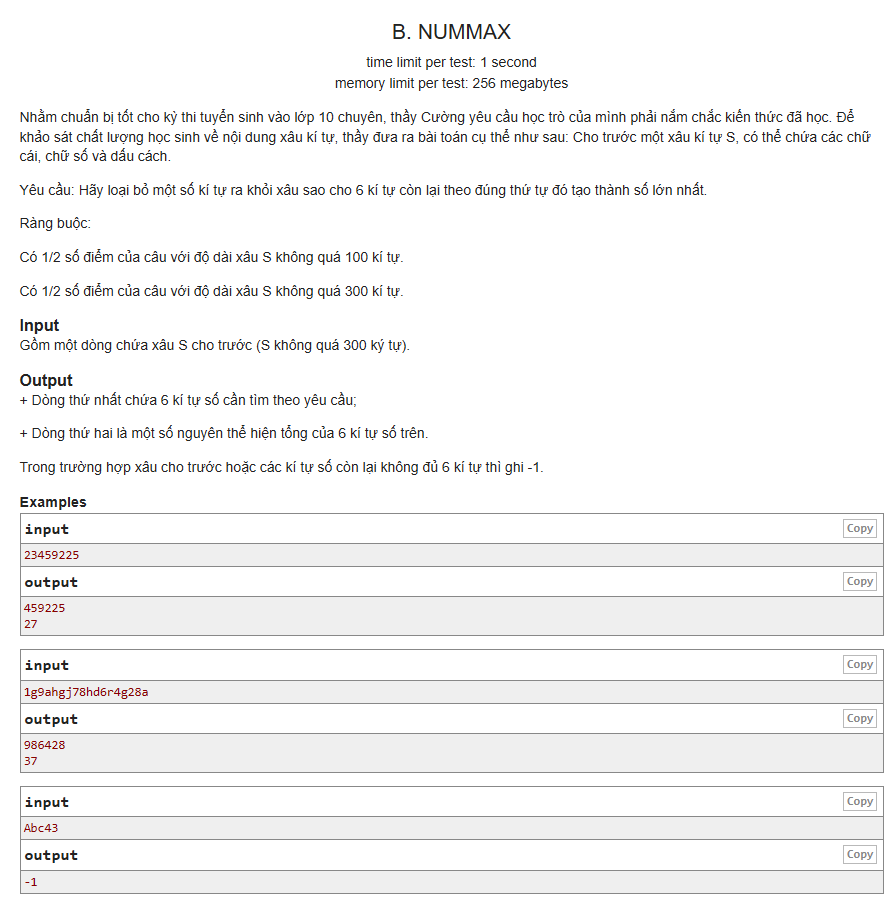 B. NUMMAX
time limit per test: 1 second
memory limit per test: 256 megabytes
Nhằm chuẩn bị tốt cho kỳ thi tuyển sinh vào lớp 10 chuyên, thầy Cường yêu cầu học trò của mình phải nắm chắc kiến thức đã học. Để
khảo sát chất lượng học sinh về nội dung xâu kí tự, thầy đưa ra bài toán cụ thể như sau: Cho trước một xâu kí tự S, có thể chứa các chữ
cái, chữ số và dấu cách.
Yêu cầu: Hãy loại bỏ một số kí tự ra khỏi xâu sao cho 6 kí tự còn lại theo đúng thứ tự đó tạo thành số lớn nhất.
Ràng buộc:
Có 1/2 số điểm của câu với độ dài xâu S không quá 100 kí tự.
Có 1/2 số điểm của câu với độ dài xâu S không quá 300 kí tự.
Input
Gồm một dòng chứa xâu S cho trước (S không quá 300 ký tự).
Output
+ Dòng thứ nhất chứa 6 kí tự số cần tìm theo yêu cầu;
+ Dòng thứ hai là một số nguyên thể hiện tổng của 6 kí tự số trên.
Trong trường hợp xâu cho trước hoặc các kí tự số còn lại không đủ 6 kí tự thì ghi -1.
Examples
input Copy
23459225
output Copy
459225
27
input Copy
1g9ahgj78hd6r4g28a
output Copy
986428
37
input Copy
Abc43
output Copy
-1